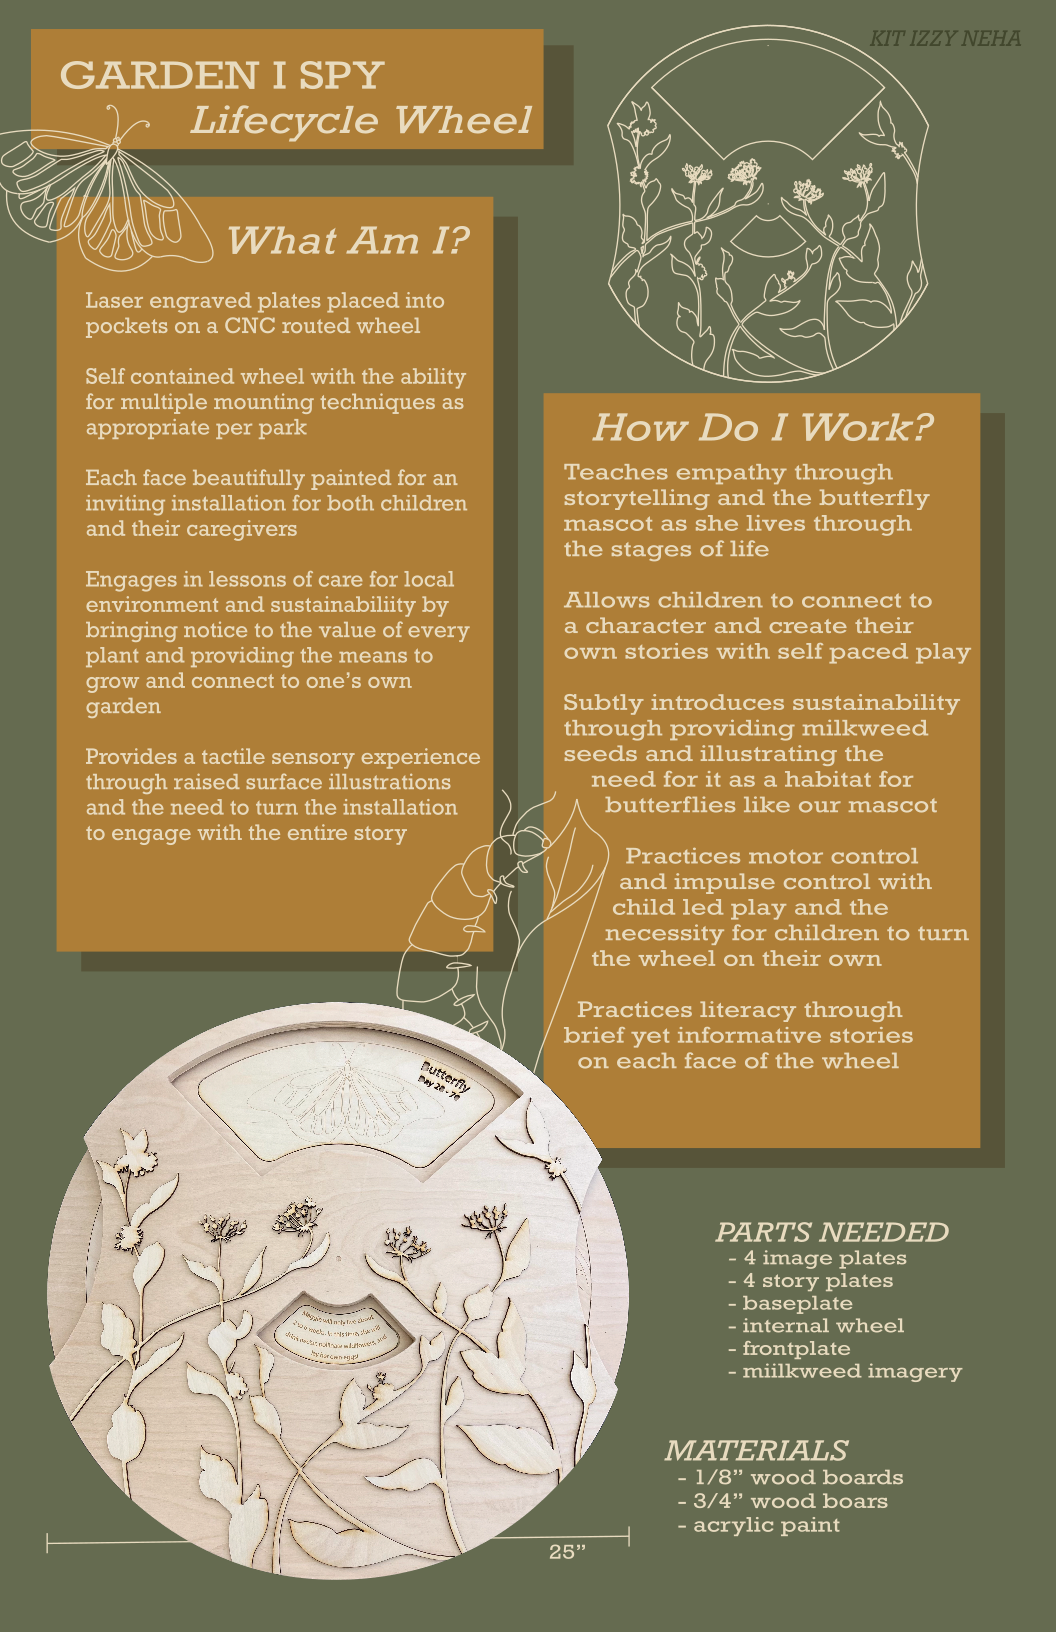 KIT IZZY NEHA
GARDEN I SPY
Lifecycle Wheel
What Am I?
Laser engraved plates placed into
pockets on a CNC routed wheel
Self contained wheel with the ability
for multiple mounting techniques as
appropriate per park
Each face beautifully painted for an
inviting installation for both children
and their caregivers
Engages in lessons of care for local
environment and sustainabiliity by
bringing notice to the value of every
plant and providing the means to
grow and connect to one's own
garden
Provides a tactile sensory experience
through raised surface illustrations
and the need to turn the installation
to engage with the entire story
How Do I Work?
Teaches empathy through
storytelling and the butterfly
mascot as she lives through
the stages of life
Allows children to connect to
a character and create their
own stories with self paced play
Subtly introduces sustainability
through providing milkweed
seeds and illustrating the
need for it as a habitat for
butterflies like our mascot
Practices motor control
and impulse control with
child led play and the
necessity for children to turn
the wheel on their own
Practices literacy through
brief yet informative stories
on each face of the wheel
Butterfly
Day 28 - 70
will only live about
wildflowers, and
lay her own eggs!
PARTS NEEDED
- 4 image plates
- 4 story plates
- baseplate
- internal wheel
- frontplate
- miilkweed imagery
MATERIALS
- 1/8” wood boards
- 3/4” wood boars
- acrylic paint
25”